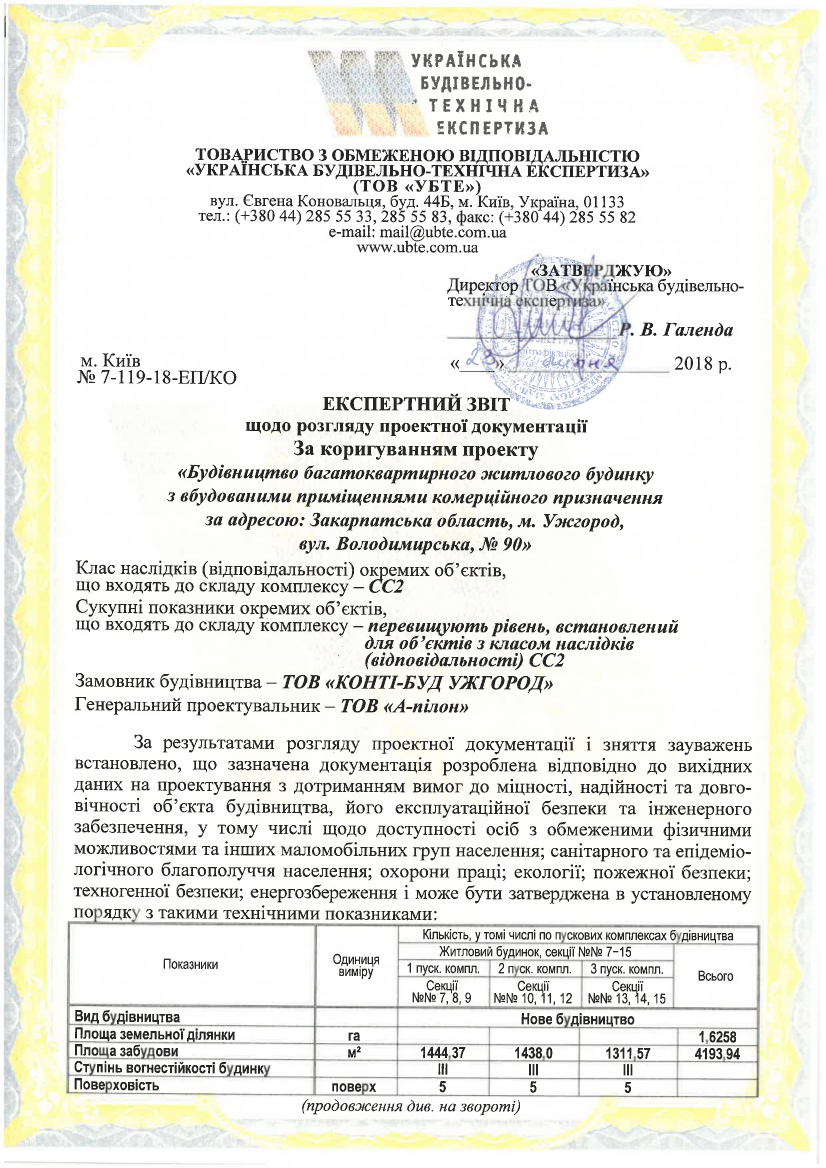 УКРАЇНСЬКА
БУДІВЕЛЬНО-
ТЕХНІЧНА
ЕКСПЕРТИЗА
ТОВАРИСТВО З ОБМЕЖЕНОЮ ВІДПОВІДАЛЬНІСТЮ
«УКРАЇНСЬКА БУДІВЕЛЬНО-ТЕХНІЧНА ЕКСПЕРТИЗА»
(ТОВ «УБТЕ»)
вул. Євгена Коновальця, буд. 44Б, м. Київ, Україна, 01133
тел.: (+380 44) 285 55 33, 285 55 83, факс: (+380 44) 285 55 82
e-mail: mail@ubte.com.ua
www.ubte.com.ua
«ЗАТВЕРДЖУЮ»
Директор ТОВ «Українська будівельно-
технічна експертиза»
Р. В. Галенда
м. Київ
«23» липня 2018 р.
№ 7-119-18-ЕП/КО
ЕКСПЕРТНИЙ ЗВІТ
щодо розгляду проектної документації
За коригуванням проекту
«Будівництво багатоквартирного житлового будинку
з вбудованими приміщеннями комерційного призначення
за адресою: Закарпатська область, м. Ужгород,
вул. Володимирська, № 90»
Клас наслідків (відповідальності) окремих об’єктів,
що входять до складу комплексу – СС2
Сукупні показники окремих об’єктів,
що входять до складу комплексу – перевищують рівень, встановлений
для об’єктів з класом наслідків
(відповідальності) СС2
Замовник будівництва – ТОВ «КОНТІ-БУД УЖГОРОД»
Генеральний проектувальник – ТОВ «А-пілон»
За результатами розгляду проектної документації і зняття зауважень
встановлено, що зазначена документація розроблена відповідно до вихідних
даних на проектування з дотриманням вимог до міцності, надійності та довго-
вічності об’єкта будівництва, його експлуатаційної безпеки та інженерного
забезпечення, у тому числі щодо доступності осіб з обмеженими фізичними
можливостями та інших маломобільних груп населення; санітарного та епідеміо-
логічного благополуччя населення; охорони праці; екології; пожежної безпеки;
техногенної безпеки; енергозбереження і може бути затверджена в установленому
порядку з такими технічними показниками:
Показники Одиниця виміру Кількість, у томі числі по пускових комплексах будівництва
Житловий будинок, секції №№ 7–15 Всього
1 пуск. компл. 2 пуск. компл. 3 пуск. компл.
Секції Секції Секції
№№ 7, 8, 9 №№ 10, 11, 12 №№ 13, 14, 15
Вид будівництва Нове будівництво
Площа земельної ділянки га 1,6258
Площа забудови м² 1444,37 1438,0 1311,57 4193,94
Ступінь вогнестійкості будинку III III III
Поверховість поверх 5 5 5
(продовження див. на звороті)